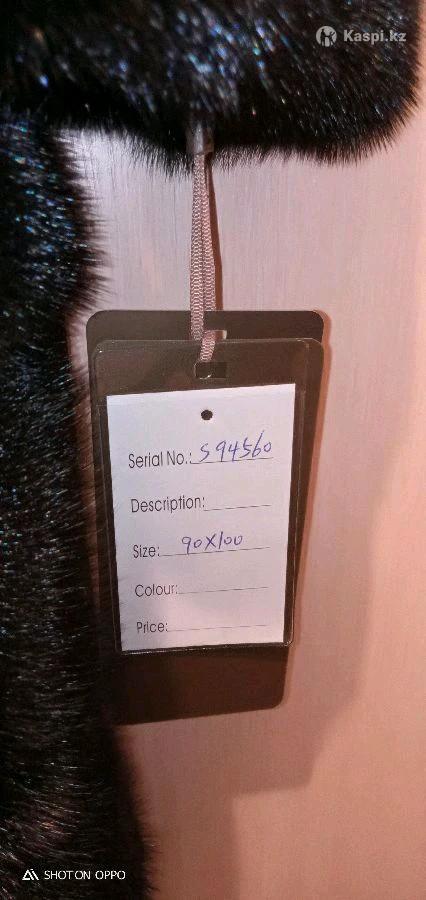 Kaspi.kz
Serial No.: S94560
Description:
Size: 90X100
Colour:
Price:
SHOT ON OPPO